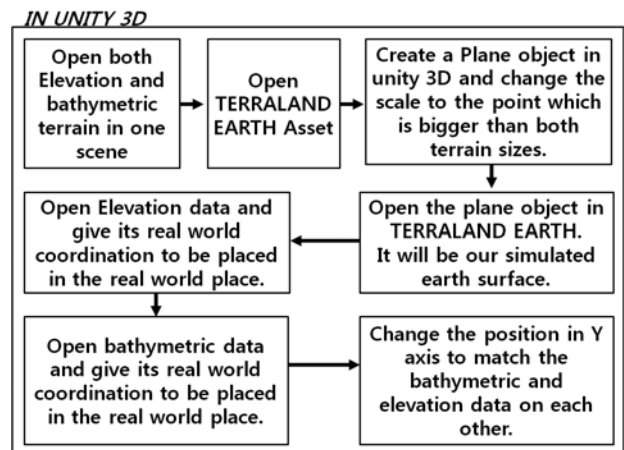 IN UNITY 3D
Open both
Elevation and
bathymetric
terrain in one
scene
Open
TERRALAND
EARTH Asset
Create a Plane object in
unity 3D and change the
scale to the point which
is bigger than both
terrain sizes.
Open the plane object in
TERRALAND EARTH.
It will be our simulated
earth surface.
Open Elevation data and
give its real world
coordination to be placed
in the real world place.
Open bathymetric data
and give its real world
coordination to be placed
in the real world place.
Change the position in Y
axis to match the
bathymetric and
elevation data on each
other.